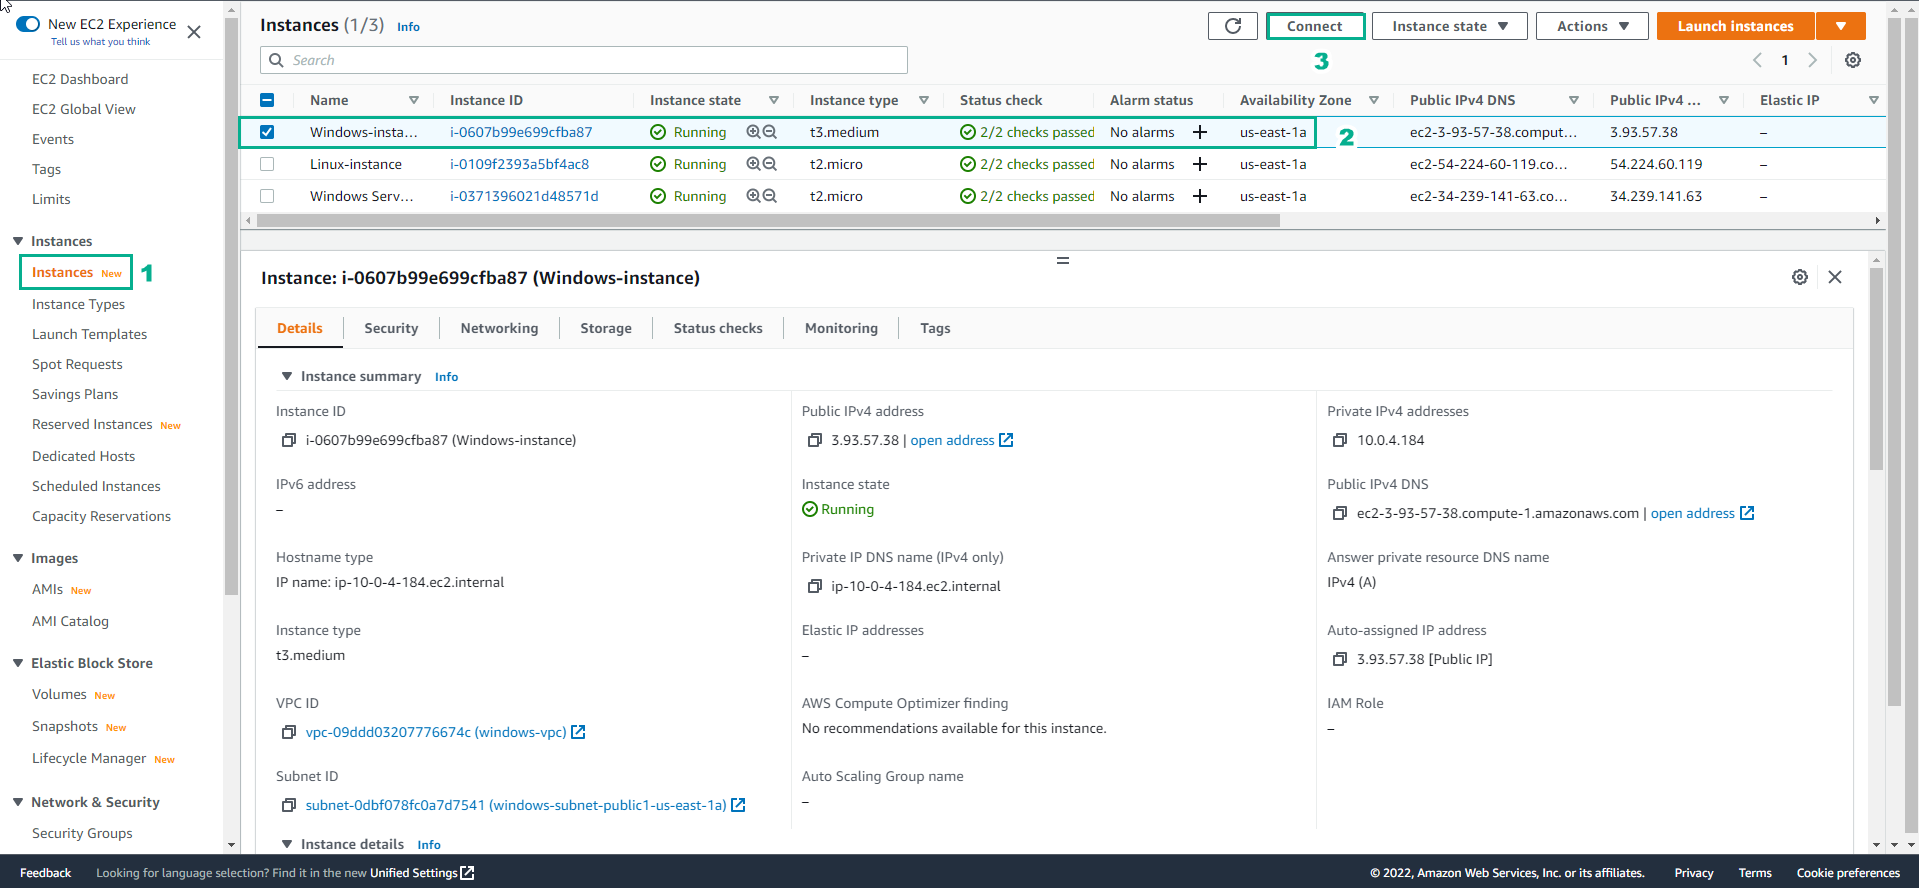 New EC2 Experience
Tell us what you think
EC2 Dashboard
EC2 Global View
Events
Tags
Limits
Instances
Instances New 1
Instance Types
Launch Templates
Spot Requests
Savings Plans
Reserved Instances New
Dedicated Hosts
Scheduled Instances
Capacity Reservations
Images
AMIs New
AMI Catalog
Elastic Block Store
Volumes New
Snapshots New
Lifecycle Manager New
Network & Security
Security Groups
Instances (1/3) Info
Connect Instance state Actions Launch instances
3
Search
1
Name Instance ID Instance state Instance type Status check Alarm status Availability Zone Public IPv4 DNS Public IPv4 ... Elastic IP
Windows-insta... i-0607b99e699cfba87 Running t3.medium 2/2 checks passed No alarms + us-east-1a 2 ec2-3-93-57-38.comput... 3.93.57.38 –
Linux-instance i-0109f2393a5bf4ac8 Running t2.micro 2/2 checks passed No alarms + us-east-1a ec2-54-224-60-119.co... 54.224.60.119 –
Windows Serv... i-0371396021d48571d Running t2.micro 2/2 checks passed No alarms + us-east-1a ec2-34-239-141-63.co... 34.239.141.63 –
Instance: i-0607b99e699cfba87 (Windows-instance)
Details Security Networking Storage Status checks Monitoring Tags
Instance summary Info
Instance ID
i-0607b99e699cfba87 (Windows-instance)
Public IPv4 address
3.93.57.38 | open address
Private IPv4 addresses
10.0.4.184
IPv6 address
–
Instance state
Running
Public IPv4 DNS
ec2-3-93-57-38.compute-1.amazonaws.com | open address
Hostname type
IP name: ip-10-0-4-184.ec2.internal
Private IP DNS name (IPv4 only)
ip-10-0-4-184.ec2.internal
Answer private resource DNS name
IPv4 (A)
Instance type
t3.medium
Elastic IP addresses
–
Auto-assigned IP address
3.93.57.38 [Public IP]
VPC ID
vpc-09ddd03207776674c (windows-vpc)
AWS Compute Optimizer finding
No recommendations available for this instance.
IAM Role
–
Subnet ID
subnet-0dbf078fc0a7d7541 (windows-subnet-public1-us-east-1a)
Auto Scaling Group name
–
Instance details Info
Feedback Looking for language selection? Find it in the new Unified Settings © 2022, Amazon Web Services, Inc. or its affiliates. Privacy Terms Cookie preferences